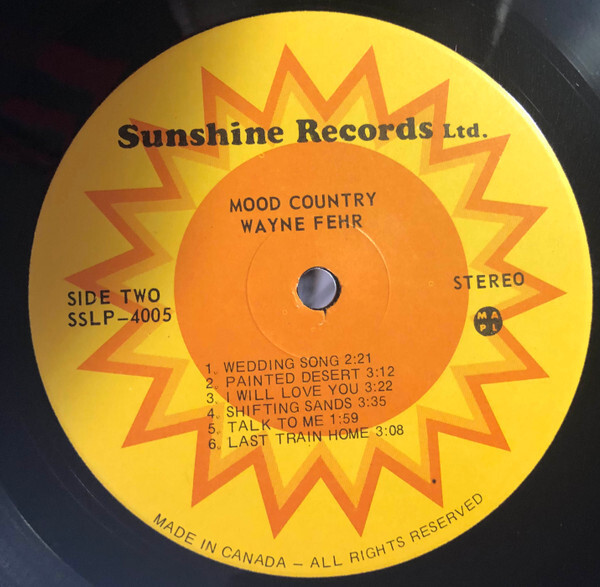 Sunshine Records Ltd.
MOOD COUNTRY
WAYNE FEHR
SIDE TWO
SSLP-4005
STEREO
M A
P L
1. WEDDING SONG 2:21
2. PAINTED DESERT 3:12
3. I WILL LOVE YOU 3:22
4. SHIFTING SANDS 3:35
5. TALK TO ME 1:59
6. LAST TRAIN HOME 3:08
MADE IN CANADA - ALL RIGHTS RESERVED